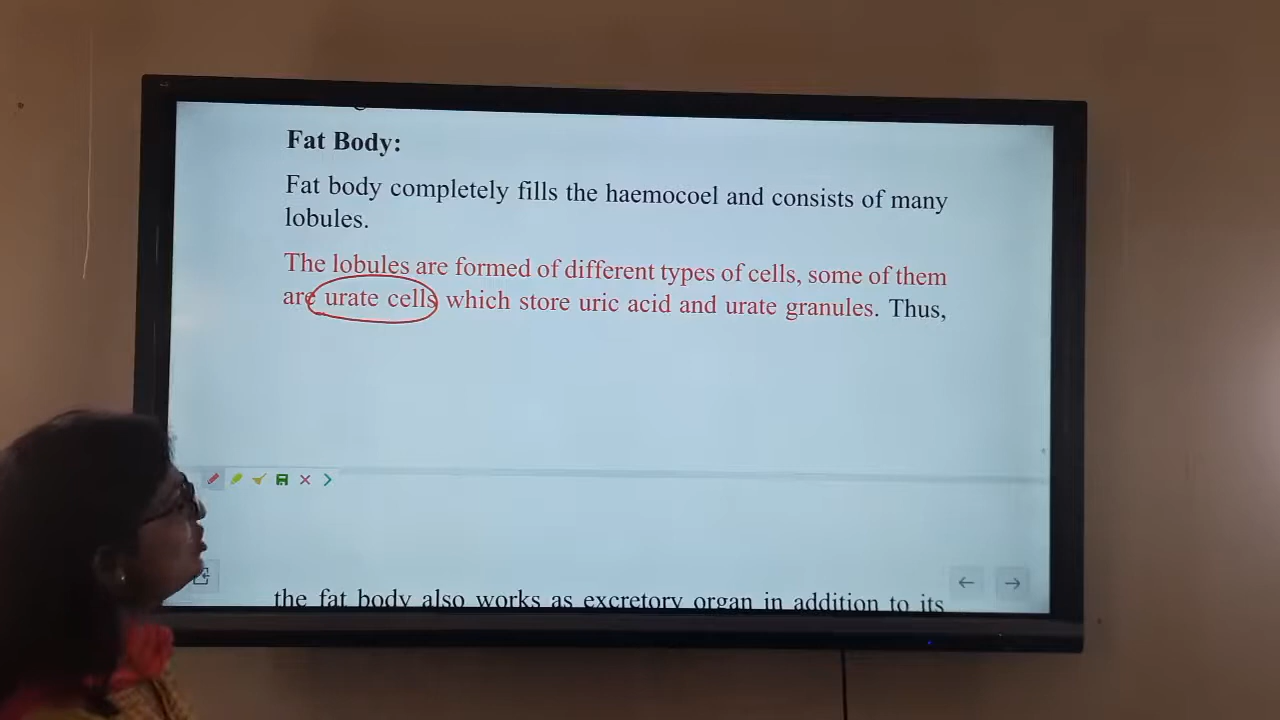 Fat Body:
Fat body completely fills the haemocoel and consists of many
lobules.
The lobules are formed of different types of cells, some of them
are urate cells which store uric acid and urate granules. Thus,
the fat body also works as excretory organ in addition to its